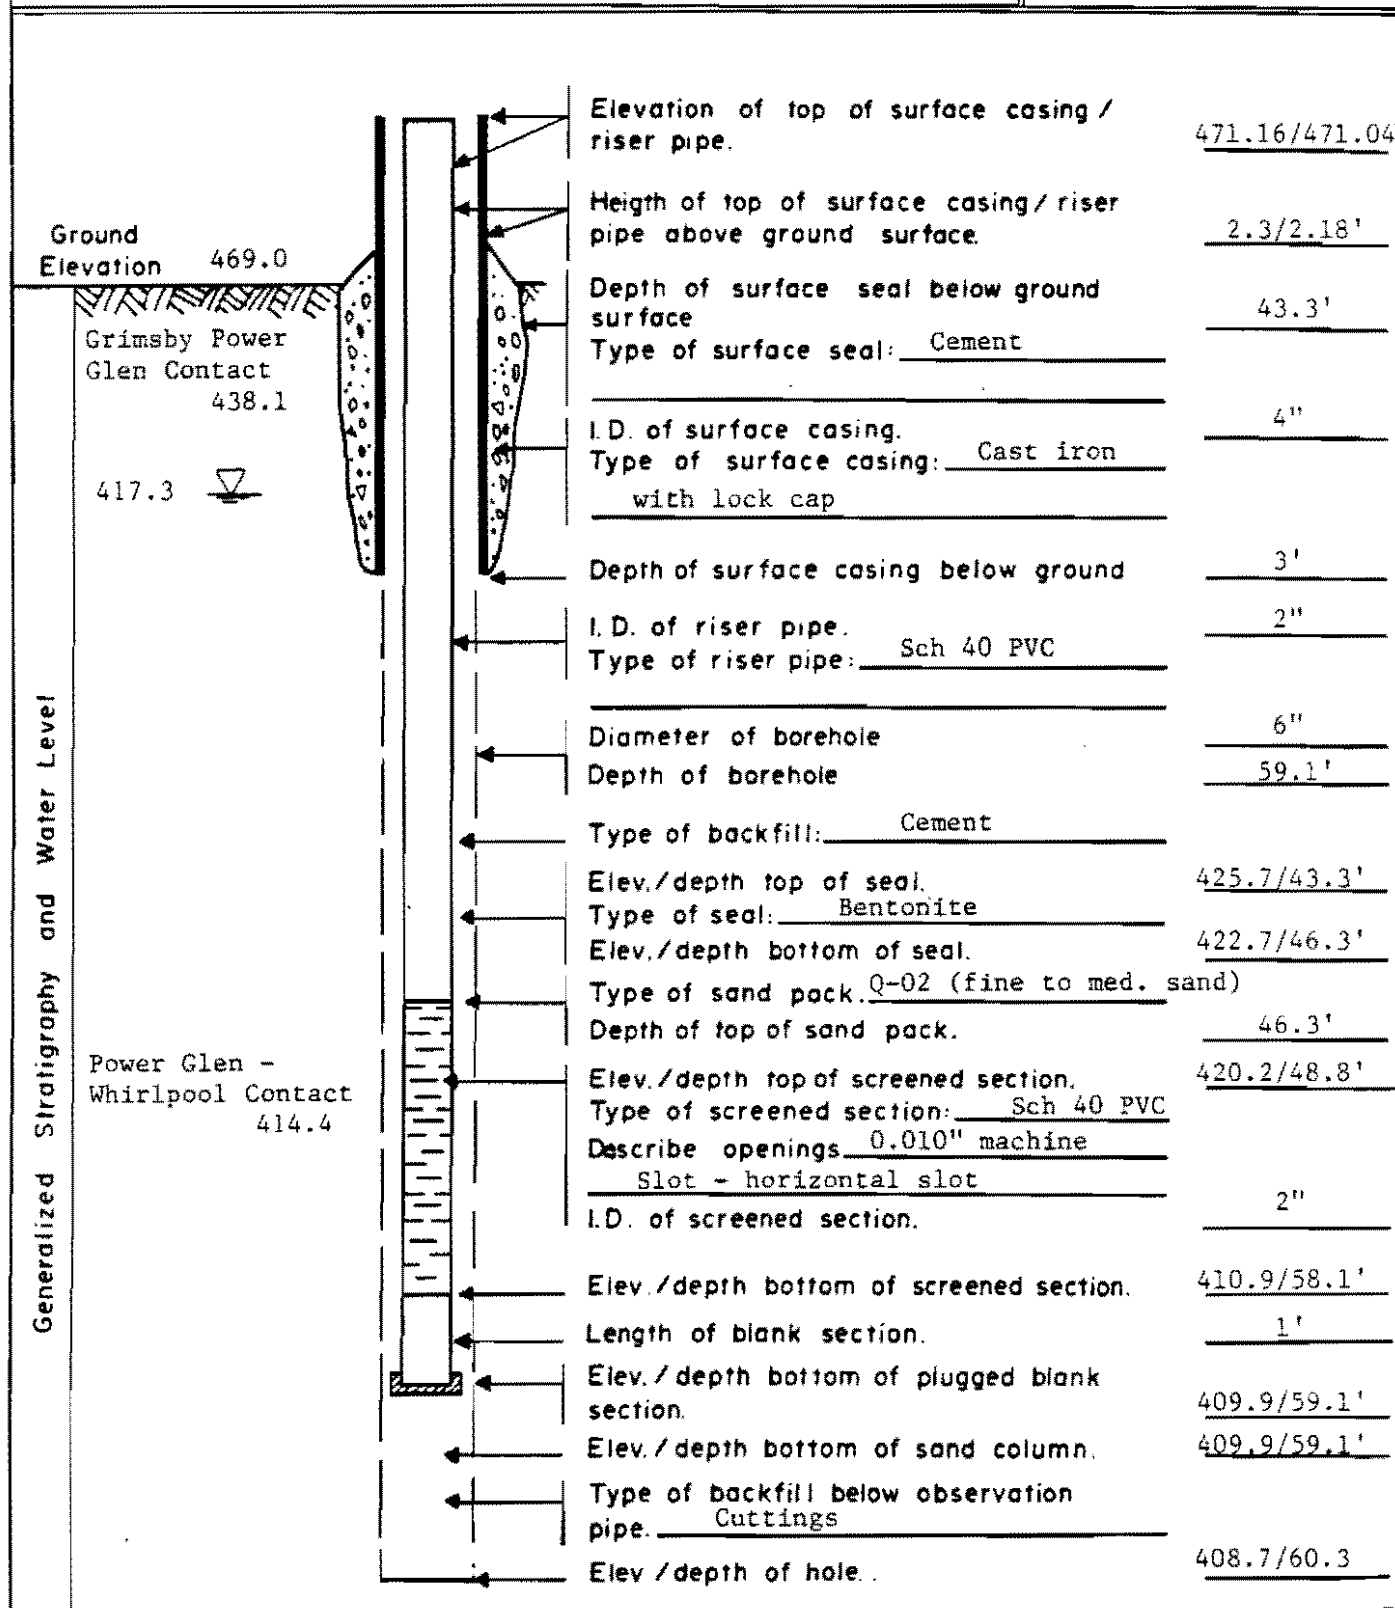 Elevation of top of surface casing /
riser pipe.
471.16/471.04
Heigth of top of surface casing / riser
pipe above ground surface.
2.3/2.18'
Ground
Elevation 469.0
Depth of surface seal below ground
surface
43.3'
Type of surface seal: Cement
Grimsby Power
Glen Contact
438.1
I.D. of surface casing.
4"
Type of surface casing: Cast iron
with lock cap
417.3
Depth of surface casing below ground
3'
I.D. of riser pipe.
2"
Type of riser pipe: Sch 40 PVC
Diameter of borehole
6"
Depth of borehole
59.1'
Type of backfill: Cement
Elev./depth top of seal.
425.7/43.3'
Type of seal: Bentonite
Elev./depth bottom of seal.
422.7/46.3'
Type of sand pack. Q-02 (fine to med. sand)
Depth of top of sand pack.
46.3'
Generalized Stratigraphy and Water Level
Power Glen -
Whirlpool Contact
414.4
Elev./depth top of screened section.
420.2/48.8'
Type of screened section: Sch 40 PVC
Describe openings 0.010" machine
Slot - horizontal slot
I.D. of screened section.
2"
Elev./depth bottom of screened section.
410.9/58.1'
Length of blank section.
1'
Elev./depth bottom of plugged blank
section.
409.9/59.1'
Elev./depth bottom of sand column.
409.9/59.1'
Type of backfill below observation
pipe. Cuttings
Elev/depth of hole..
408.7/60.3